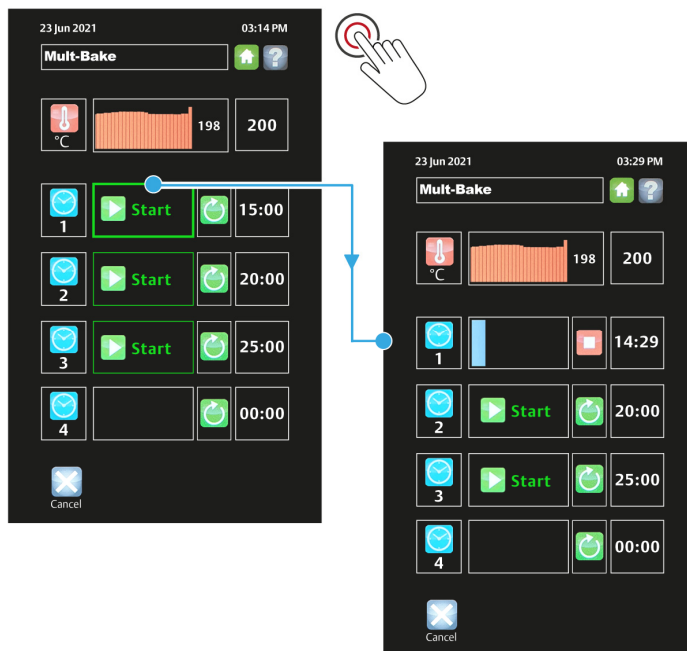 23 Jun 2021 03:14 PM
Mult-Bake
?
°C 198 200
1 Start 15:00
2 Start 20:00
3 Start 25:00
4 00:00
Cancel
23 Jun 2021 03:29 PM
Mult-Bake
?
°C 198 200
1 14:29
2 Start 20:00
3 Start 25:00
4 00:00
Cancel